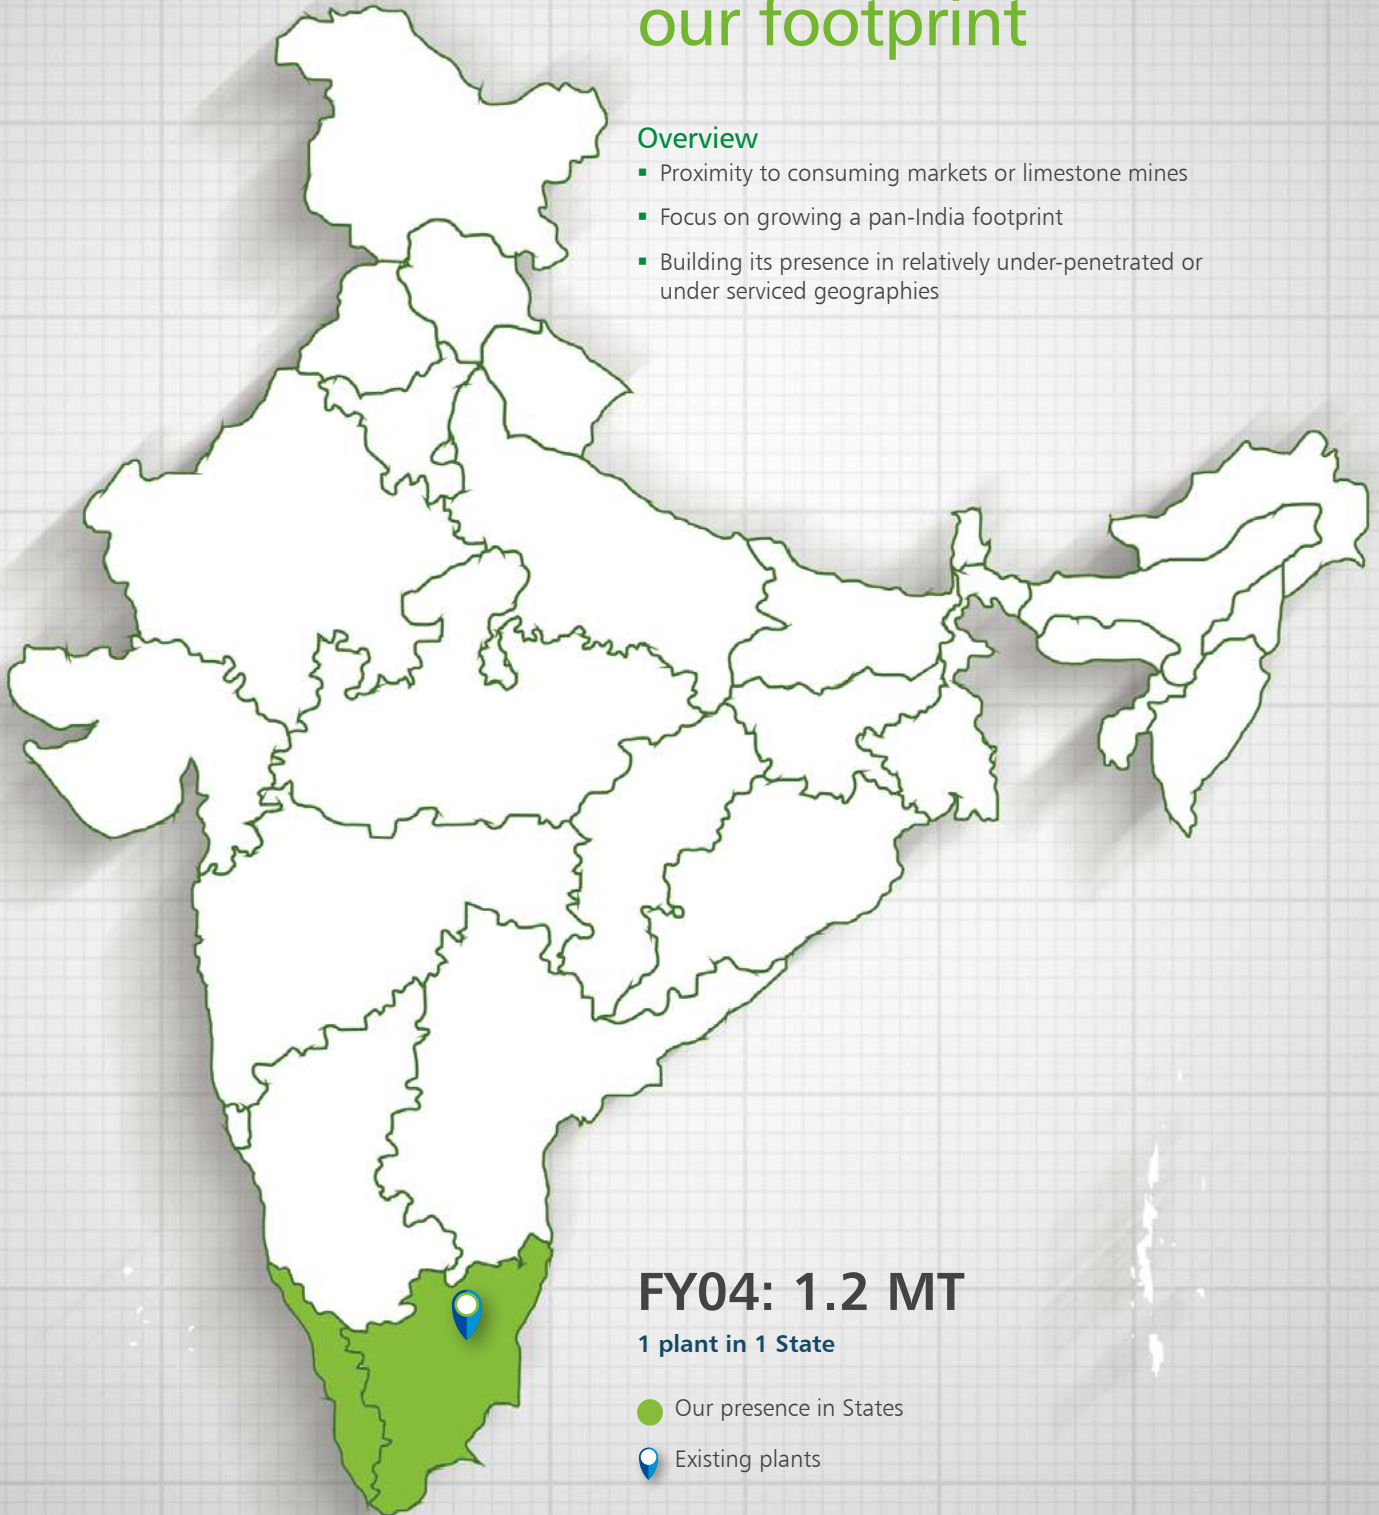 our footprint
Overview
▪ Proximity to consuming markets or limestone mines
▪ Focus on growing a pan-India footprint
▪ Building its presence in relatively under-penetrated or
under serviced geographies
FY04: 1.2 MT
1 plant in 1 State
Our presence in States
Existing plants